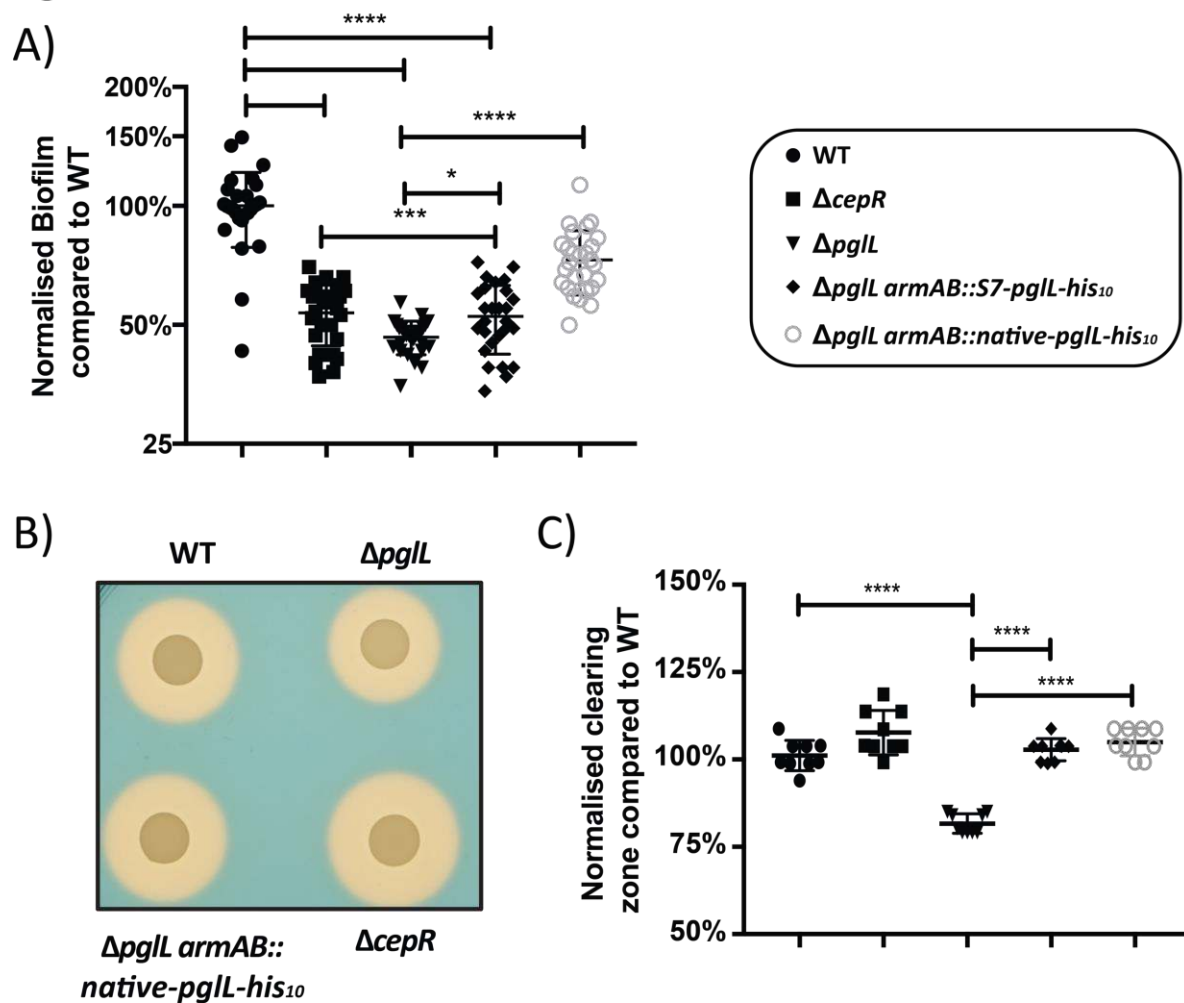 A)
Normalised Biofilm
compared to WT
200%
150%
100%
50%
25
****
****
*
***
WT
ΔcepR
ΔpglL
ΔpglL armAB::S7-pglL-his10
ΔpglL armAB::native-pglL-his10
B)
WT ΔpglL
ΔpglL armAB::
native-pglL-his10
ΔcepR
C)
Normalised clearing
zone compared to WT
150%
125%
100%
75%
50%
****
****
****